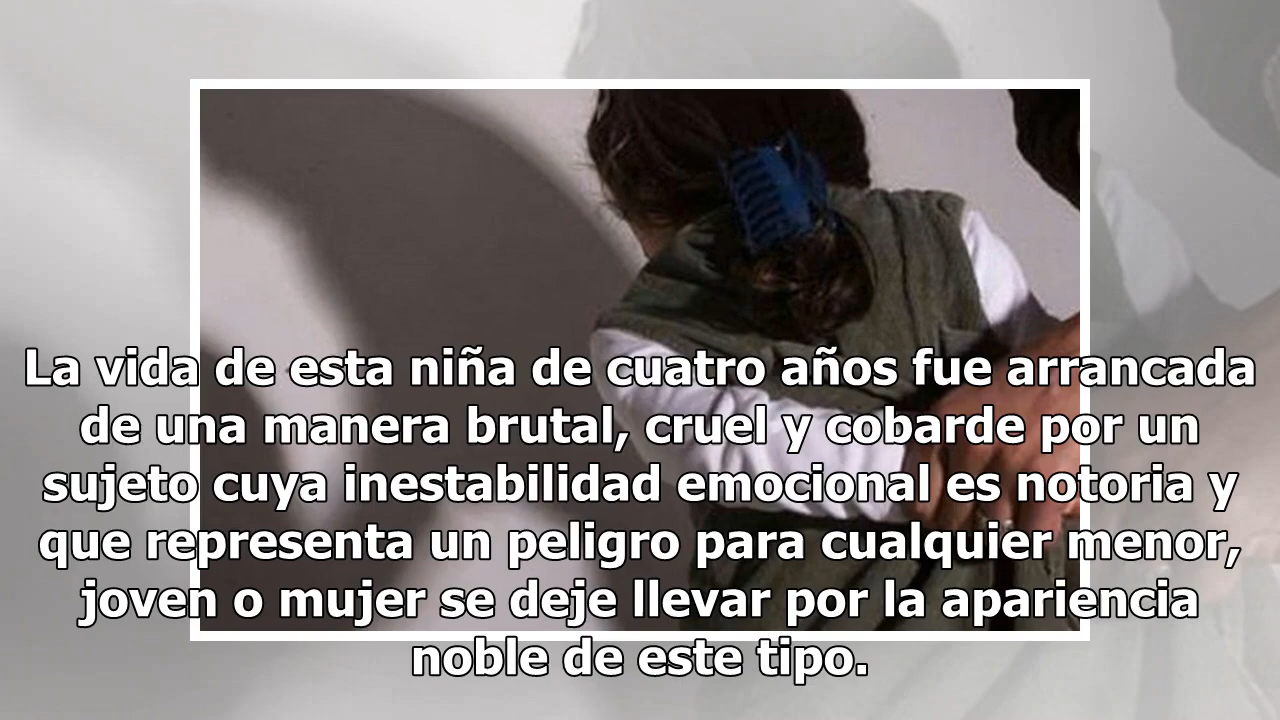 La vida de esta niña de cuatro años fue arrancada
de una manera brutal, cruel y cobarde por un
sujeto cuya inestabilidad emocional es notoria y
que representa un peligro para cualquier menor,
joven o mujer se deje llevar por la apariencia
noble de este tipo.